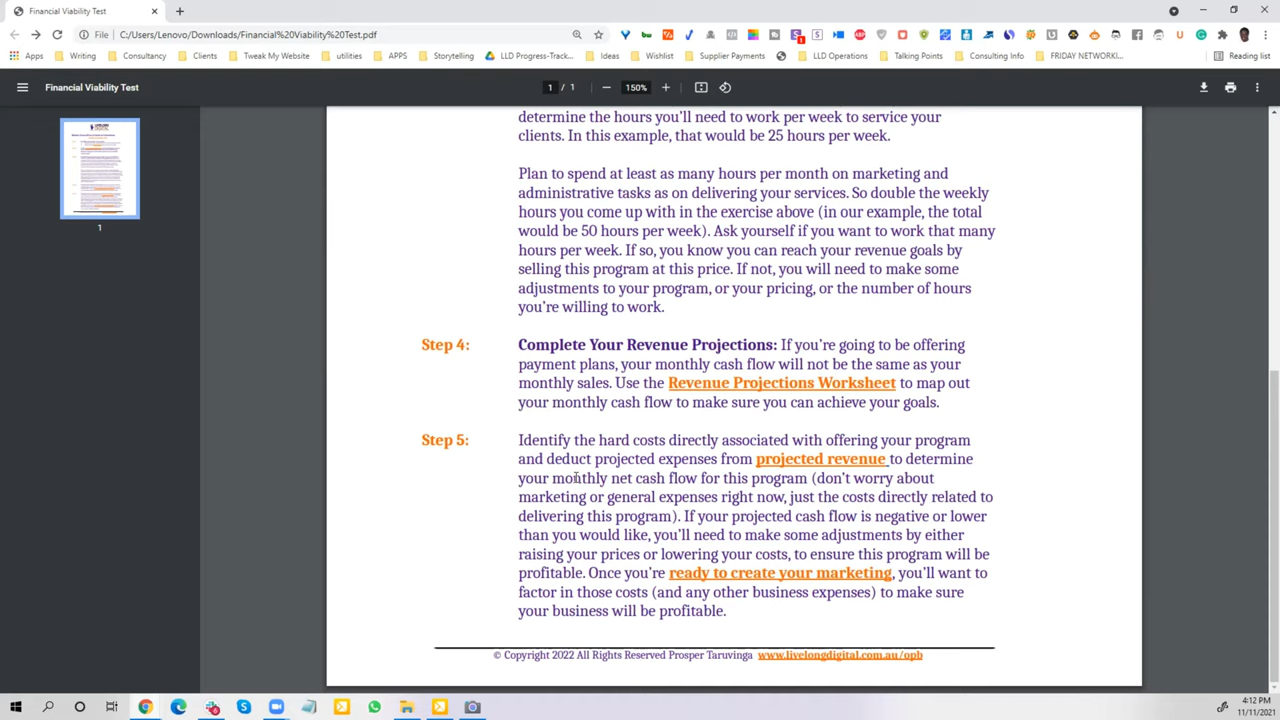 Financial Viability Test
File
C:/Users/Lenovo/Downloads/Financial%20Viability%20Test.pdf
Apps
Writing
Consultancy
Clients
Tweak My Website
utilities
APPS
Storytelling
LLD Progress-Track...
Ideas
Wishlist
Supplier Payments
LLD Operations
Talking Points
Consulting Info
FRIDAY NETWORKI...
Reading list
Financial Viability Test
1 / 1
150%
1
determine the hours you'll need to work per week to service your
clients. In this example, that would be 25 hours per week.
Plan to spend at least as many hours per month on marketing and
administrative tasks as on delivering your services. So double the weekly
hours you come up with in the exercise above (in our example, the total
would be 50 hours per week). Ask yourself if you want to work that many
hours per week. If so, you know you can reach your revenue goals by
selling this program at this price. If not, you will need to make some
adjustments to your program, or your pricing, or the number of hours
you're willing to work.
Step 4:
Complete Your Revenue Projections: If you're going to be offering
payment plans, your monthly cash flow will not be the same as your
monthly sales. Use the Revenue Projections Worksheet to map out
your monthly cash flow to make sure you can achieve your goals.
Step 5:
Identify the hard costs directly associated with offering your program
and deduct projected expenses from projected revenue to determine
your monthly net cash flow for this program (don't worry about
marketing or general expenses right now, just the costs directly related to
delivering this program). If your projected cash flow is negative or lower
than you would like, you'll need to make some adjustments by either
raising your prices or lowering your costs, to ensure this program will be
profitable. Once you're ready to create your marketing, you'll want to
factor in those costs (and any other business expenses) to make sure
your business will be profitable.
© Copyright 2022 All Rights Reserved Prosper Taruvinga www.livelongdigital.com.au/opb
4:12 PM
11/11/2021